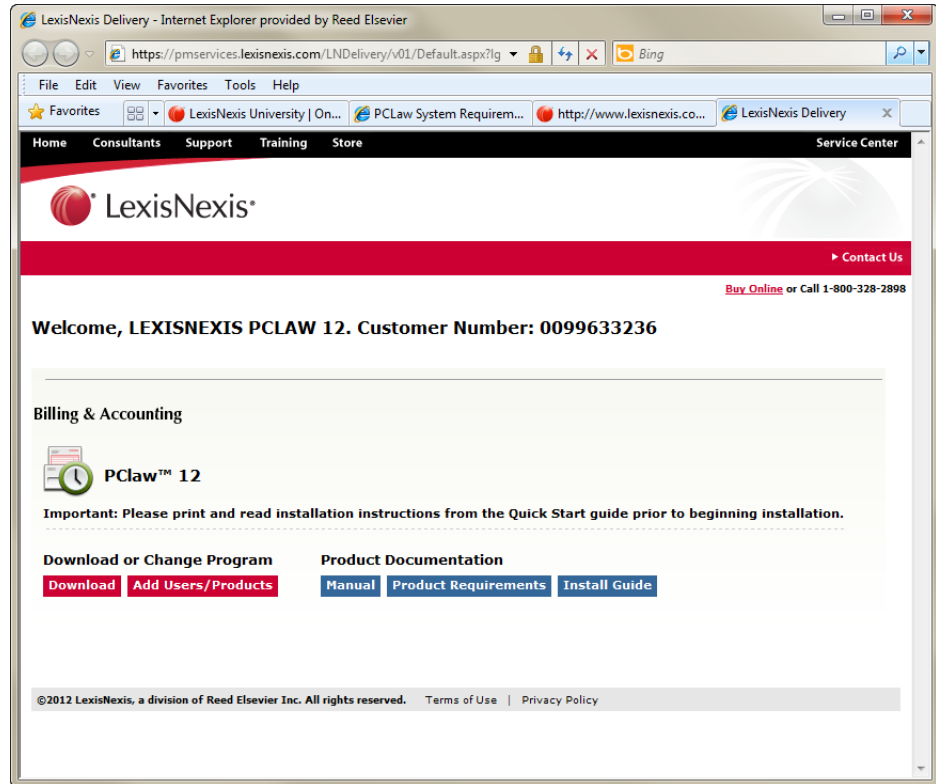 LexisNexis Delivery - Internet Explorer provided by Reed Elsevier
https://pmservices.lexisnexis.com/LNDelivery/v01/Default.aspx?lg
Bing
File Edit View Favorites Tools Help
Favorites LexisNexis University | On... PCLaw System Requirem... http://www.lexisnexis.co... LexisNexis Delivery X
Home Consultants Support Training Store Service Center
LexisNexis
Contact Us
Buy Online or Call 1-800-328-2898
Welcome, LEXISNEXIS PCLAW 12. Customer Number: 0099633236
Billing & Accounting
PClaw™ 12
Important: Please print and read installation instructions from the Quick Start guide prior to beginning installation.
Download or Change Program Product Documentation
Download Add Users/Products Manual Product Requirements Install Guide
©2012 LexisNexis, a division of Reed Elsevier Inc. All rights reserved. Terms of Use | Privacy Policy